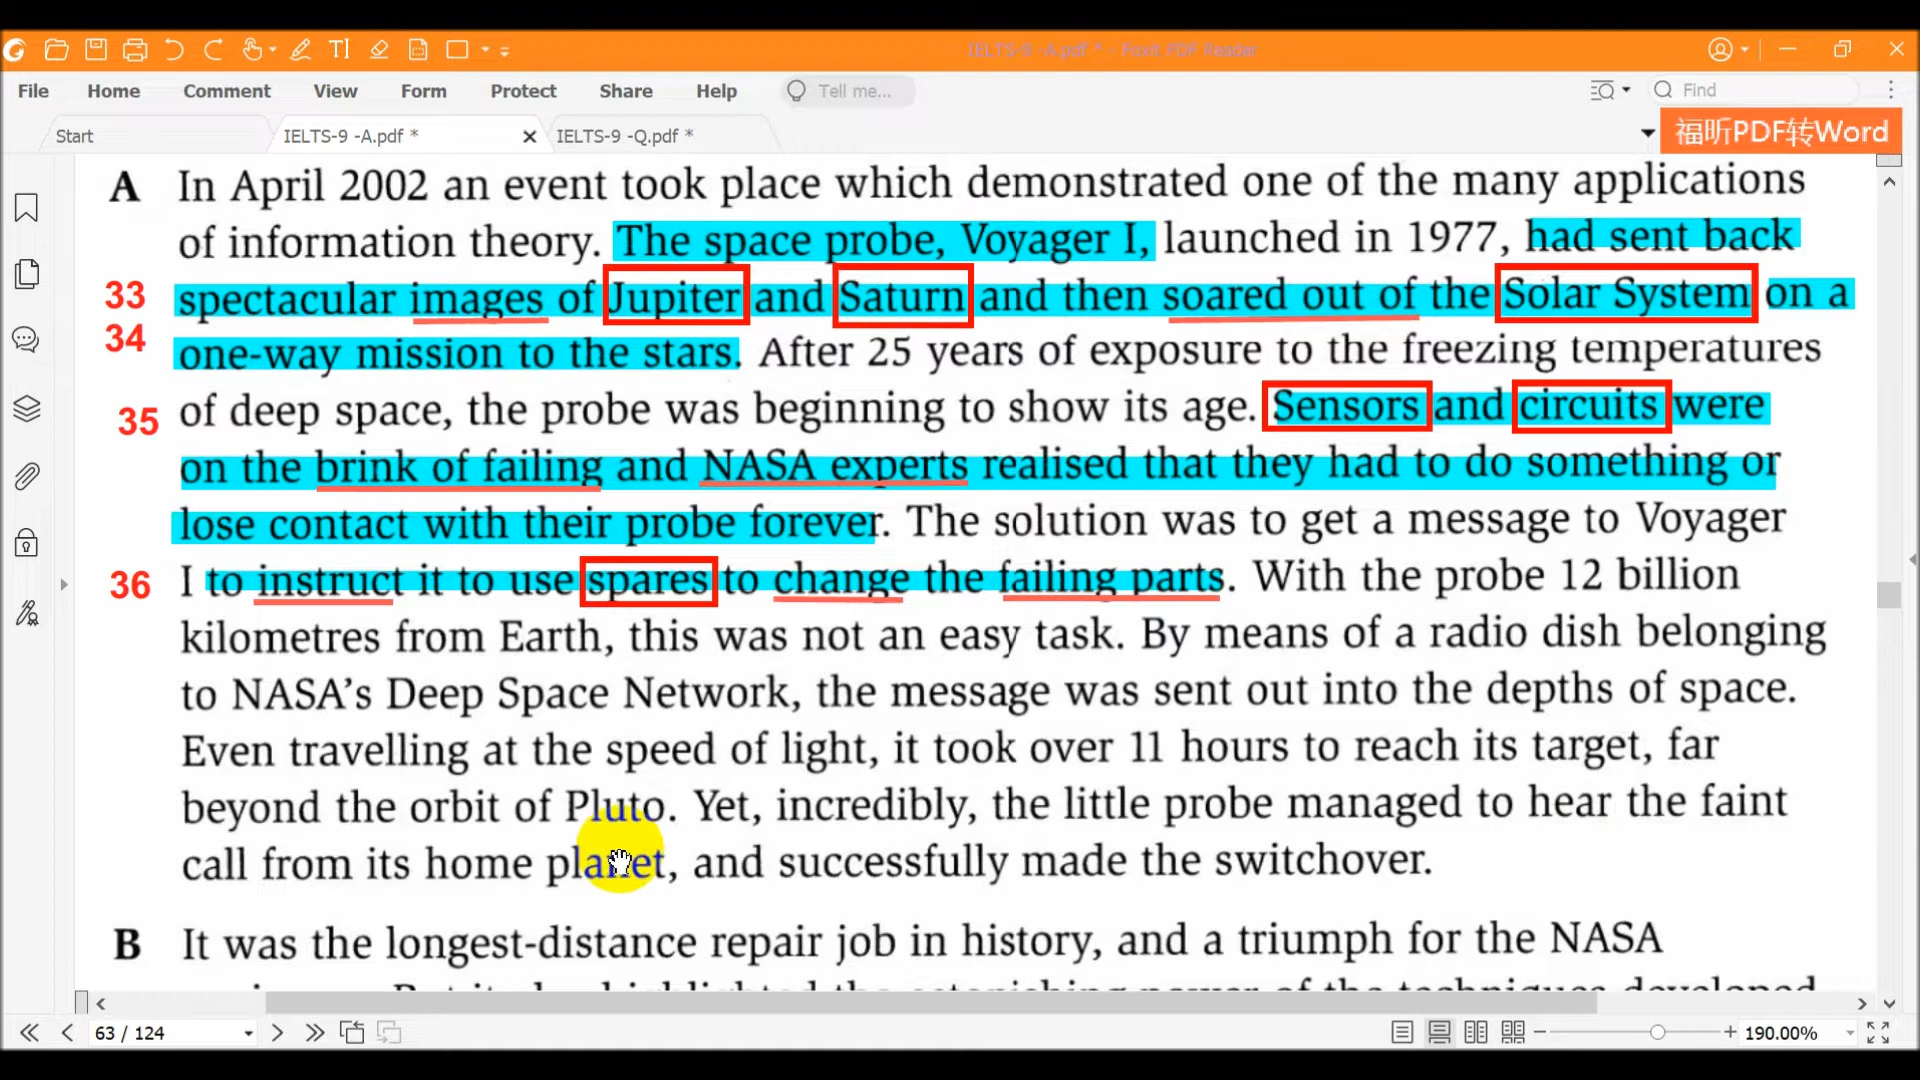 TI
IELTS-9 -A.pdf * - Foxit PDF Reader
File Home Comment View Form Protect Share Help Tell me... Find
Start IELTS-9 -A.pdf * IELTS-9 -Q.pdf * 福昕PDF转Word
A In April 2002 an event took place which demonstrated one of the many applications
of information theory. The space probe, Voyager I, launched in 1977, had sent back
33 spectacular images of Jupiter and Saturn and then soared out of the Solar System on a
34 one-way mission to the stars. After 25 years of exposure to the freezing temperatures
35 of deep space, the probe was beginning to show its age. Sensors and circuits were
on the brink of failing and NASA experts realised that they had to do something or
lose contact with their probe forever. The solution was to get a message to Voyager
36 I to instruct it to use spares to change the failing parts. With the probe 12 billion
kilometres from Earth, this was not an easy task. By means of a radio dish belonging
to NASA's Deep Space Network, the message was sent out into the depths of space.
Even travelling at the speed of light, it took over 11 hours to reach its target, far
beyond the orbit of Pluto. Yet, incredibly, the little probe managed to hear the faint
call from its home planet, and successfully made the switchover.
B It was the longest-distance repair job in history, and a triumph for the NASA
63 / 124 190.00%